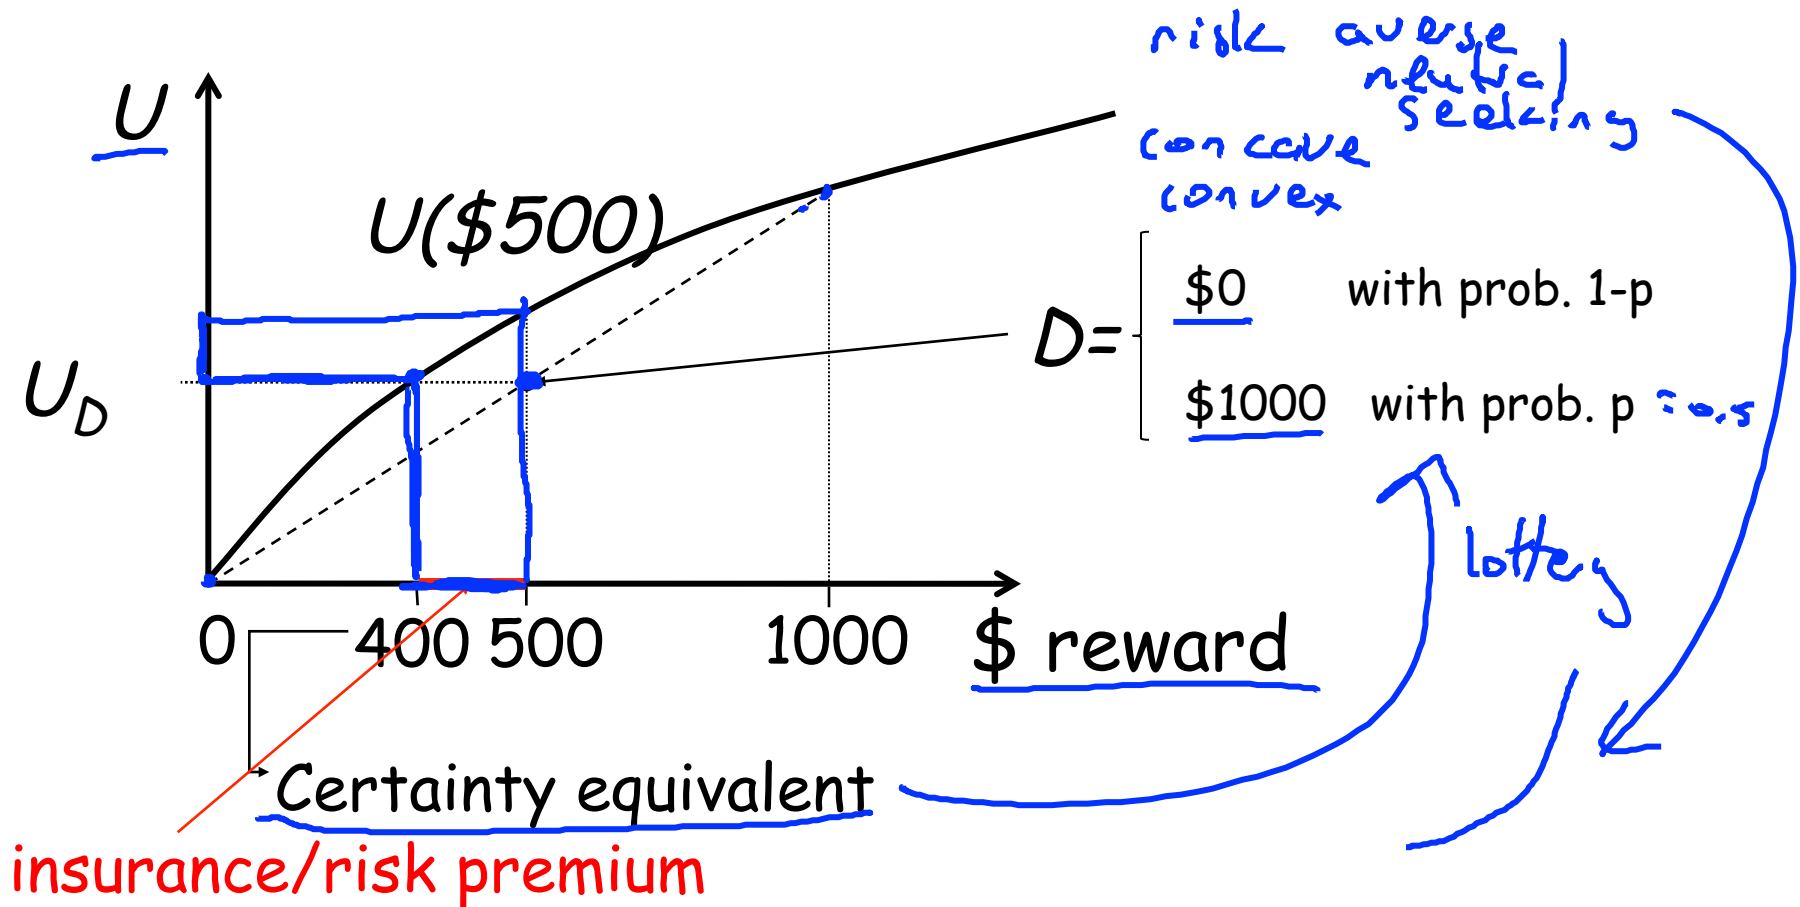 risk averse
neutral
seeking
U
concave
convex
U($500)
$0 with prob. 1-p
D=
U_D
$1000 with prob. p = 0.5
lottery
0 400 500 1000 $ reward
Certainty equivalent
insurance/risk premium